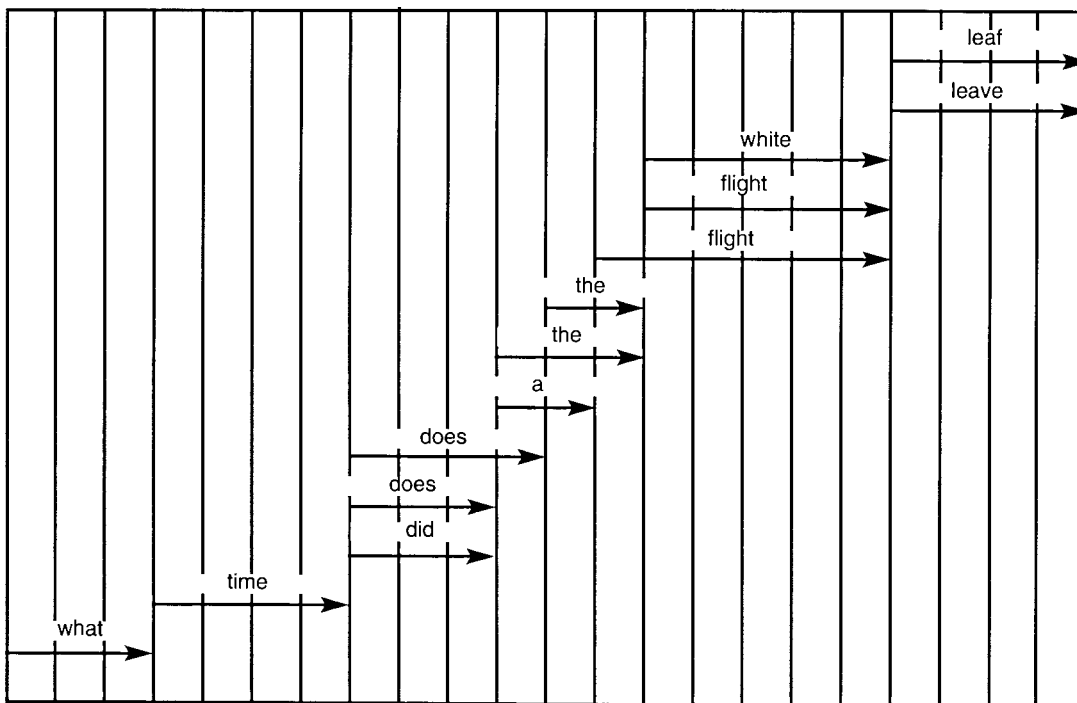 leaf
leave
white
flight
flight
the
the
a
does
does
did
time
what